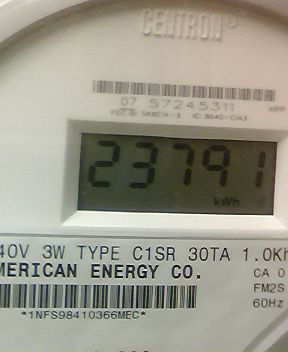 CENTRON®
07 57245311
23791
kWh
40V 3W TYPE C1SR 30TA 1.0Kh
MERICAN ENERGY CO.
CA 0
FM2S
60Hz
*1NFS98410366MEC*